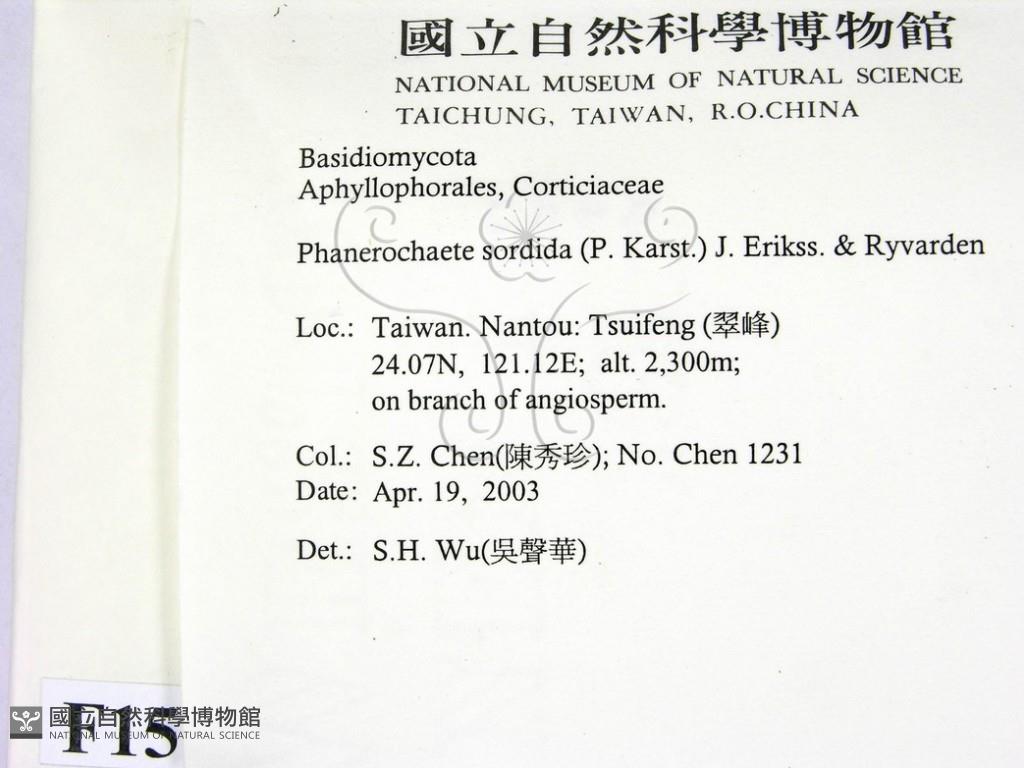 國立自然科學博物館
NATIONAL MUSEUM OF NATURAL SCIENCE
TAICHUNG, TAIWAN, R.O.CHINA
Basidiomycota
Aphyllophorales, Corticiaceae
Phanerochaete sordida (P. Karst.) J. Erikss. & Ryvarden
Loc.: Taiwan. Nantou: Tsuifeng (翠峰)
24.07N, 121.12E; alt. 2,300m;
on branch of angiosperm.
Col.: S.Z. Chen(陳秀珍); No. Chen 1231
Date: Apr. 19, 2003
Det.: S.H. Wu(吳聲華)
F15
國立自然科學博物館
NATIONAL MUSEUM OF NATURAL SCIENCE